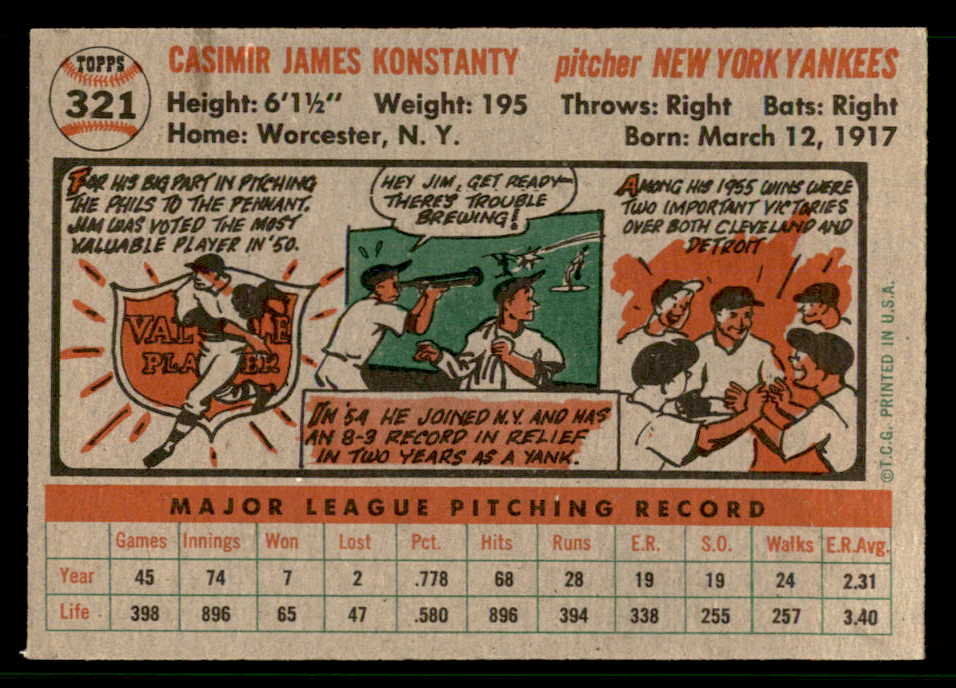 TOPPS
321
CASIMIR JAMES KONSTANTY pitcher NEW YORK YANKEES
Height: 6'1½" Weight: 195 Throws: Right Bats: Right
Home: Worcester, N. Y. Born: March 12, 1917
FOR HIS BIG PART IN PITCHING
THE PHILS TO THE PENNANT.
JIM WAS VOTED THE MOST
VALUABLE PLAYER IN '50.
VAL LE
PLA ER
HEY JIM, GET READY—
THERE'S TROUBLE
BREWING!
IN '54 HE JOINED N.Y. AND HAS
AN 8-3 RECORD IN RELIEF
IN TWO YEARS AS A YANK.
AMONG HIS 1955 WINS WERE
TWO IMPORTANT VICTORIES
OVER BOTH CLEVELAND AND
DETROIT
©T.C.G. PRINTED IN U.S.A.
MAJOR LEAGUE PITCHING RECORD
Games Innings Won Lost Pct. Hits Runs E.R. S.O. Walks E.R.Avg.
Year 45 74 7 2 .778 68 28 19 19 24 2.31
Life 398 896 65 47 .580 896 394 338 255 257 3.40